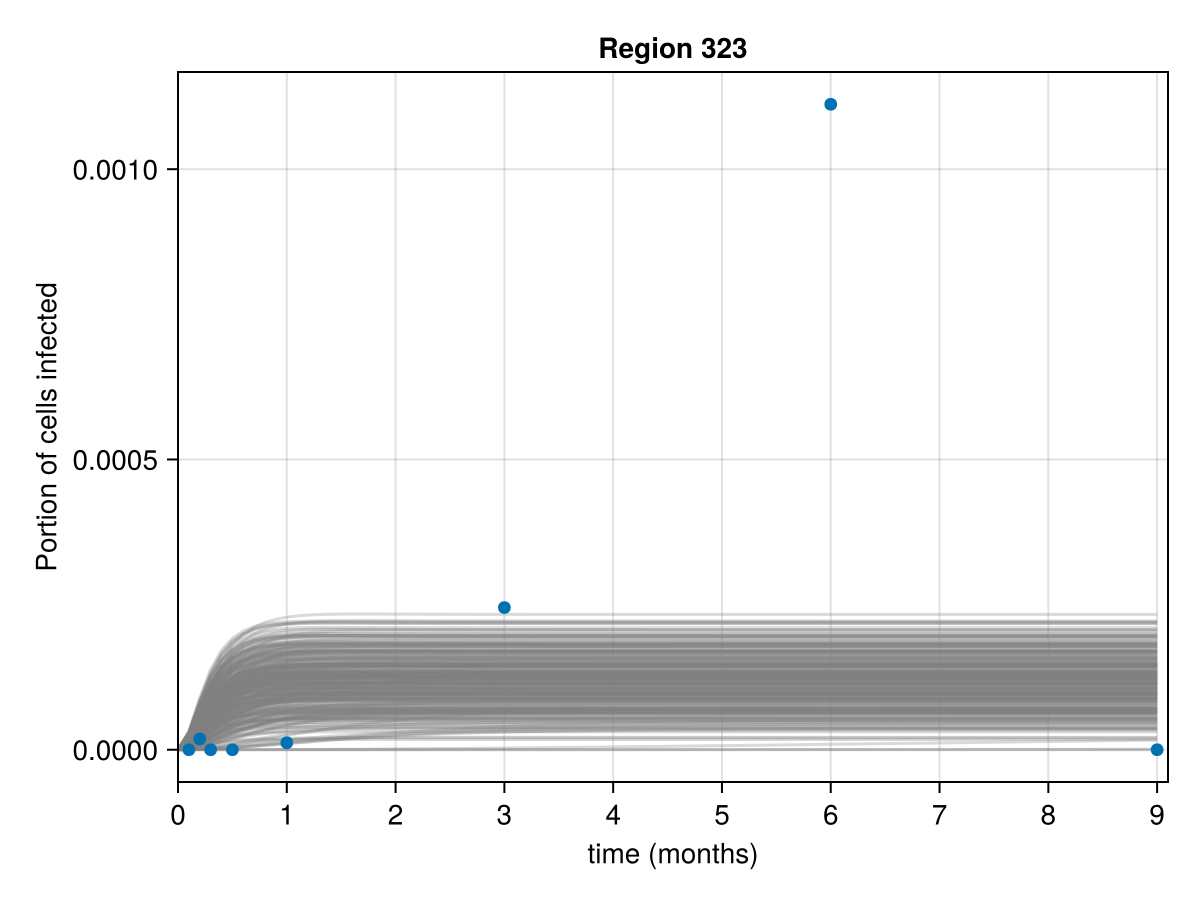 Region 323
Portion of cells infected
0.0010
0.0005
0.0000
0 1 2 3 4 5 6 7 8 9
time (months)